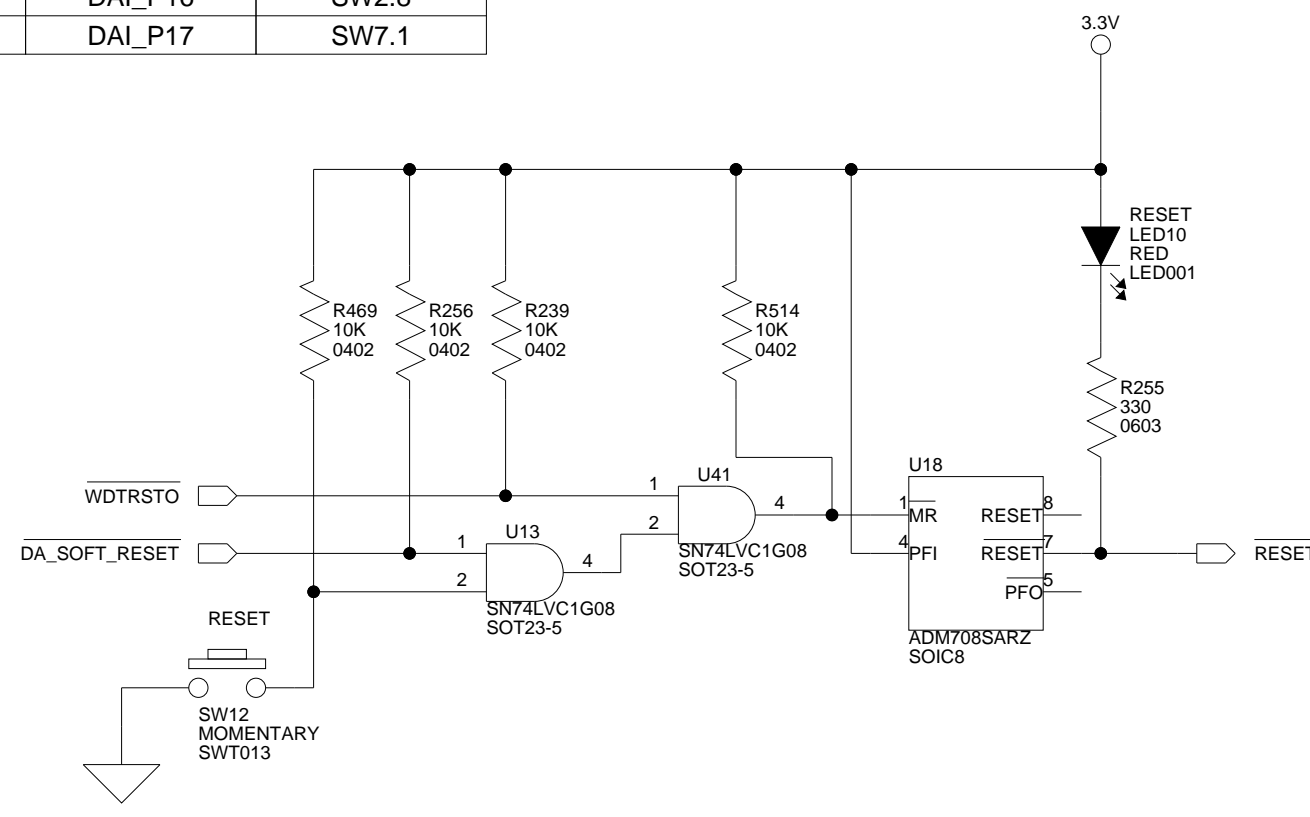 DAI_P16 SW2.8
DAI_P17 SW7.1
3.3V
RESET
LED10
RED
LED001
R469
10K
0402
R256
10K
0402
R239
10K
0402
R514
10K
0402
R255
330
0603
WDTRSTO
DA_SOFT_RESET
1
2
U13
4
SN74LVC1G08
SOT23-5
1
2
U41
4
SN74LVC1G08
SOT23-5
U18
1
MR
4
PFI
RESET
8
RESET
7
PFO
5
ADM708SARZ
SOIC8
RESET
RESET
SW12
MOMENTARY
SWT013